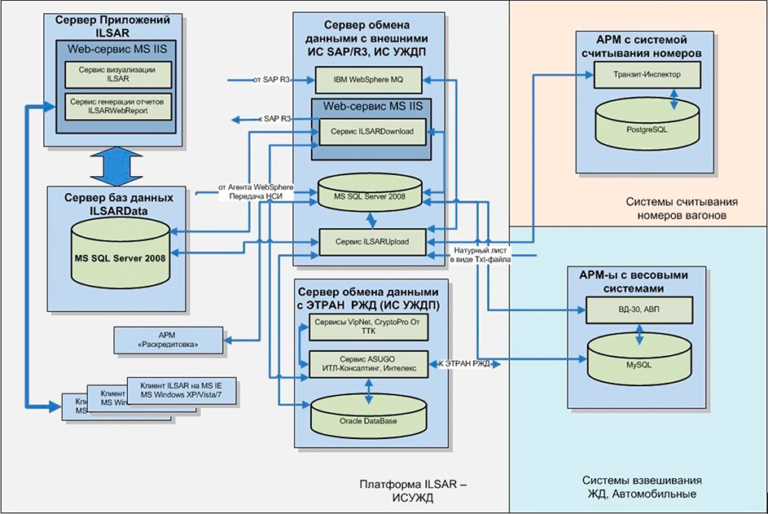 Сервер Приложений
ILSAR
Web-сервис MS IIS
Сервис визуализации
ILSAR
Сервис генерации отчетов
ILSARWebReport
Сервер баз данных
ILSARData
MS SQL Server 2008
АРМ
«Раскредитовка»
Клиент ILSAR на MS IE
MS Windows XP/Vista/7
Клиент
MS Win
Кли
MS
Сервер обмена
данными с внешними
ИС SAP/R3, ИС УЖДП
от SAP R3
IBM WebSphere MQ
Web-сервис MS IIS
к SAP R3
Сервис ILSARDownload
от Агента WebSphere
Передача НСИ
MS SQL Server 2008
Сервис ILSARUpload
Натурный лист
в виде Txt-файла
Сервер обмена данными
с ЭТРАН РЖД (ИС УЖДП)
Сервисы VipNet, CryptoPro От
ТТК
Сервис ASUGO
ИТЛ-Консалтинг, Интелекс
К ЭТРАН РЖД
Oracle DataBase
Платформа ILSAR –
ИСУЖД
АРМ с системой
считывания номеров
Транзит-Инспектор
PostgreSQL
Системы считывания
номеров вагонов
АРМ-ы с весовыми
системами
ВД-30, АВП
MySQL
Системы взвешивания
ЖД, Автомобильные